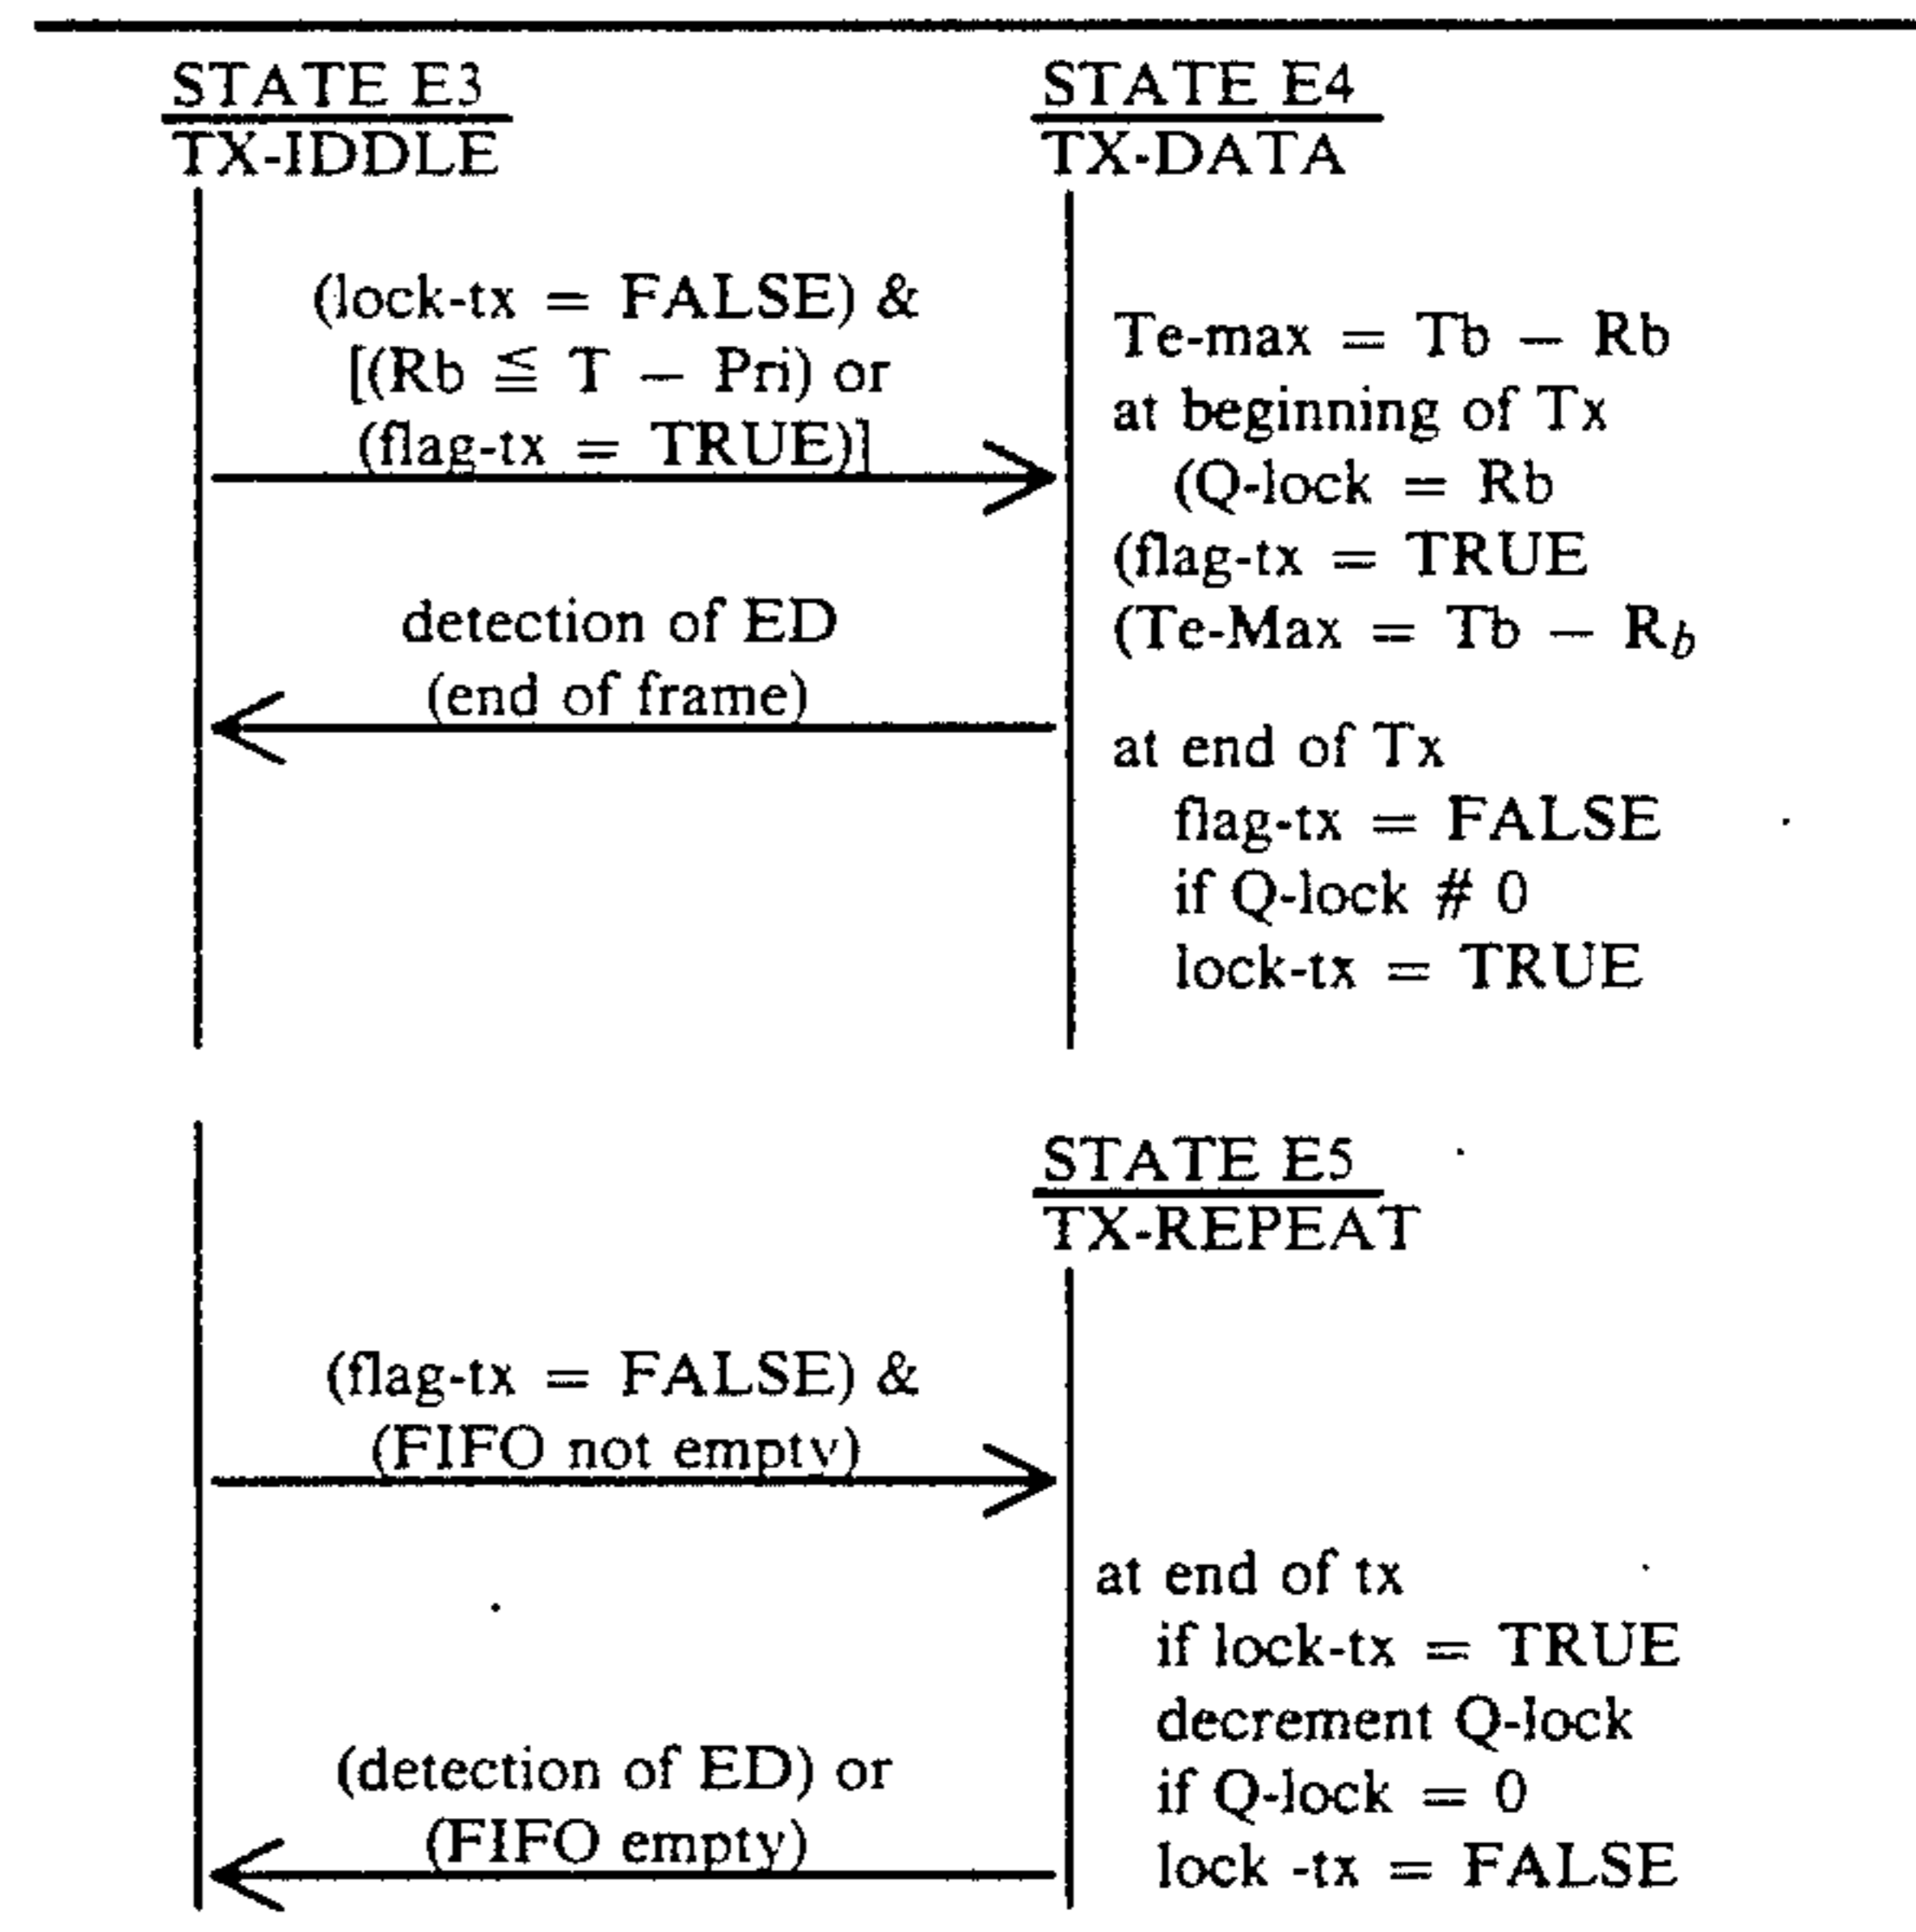 STATE E3
TX-IDDLE
STATE E4
TX-DATA
(lock-tx = FALSE) &
[(Rb ≦ T − Pri) or
(flag-tx = TRUE)]
detection of ED
(end of frame)
Te-max = Tb − Rb
at beginning of Tx
(Q-lock = Rb
(flag-tx = TRUE
(Te-Max = Tb − Rb
at end of Tx
flag-tx = FALSE
if Q-lock # 0
lock-tx = TRUE
STATE E5
TX-REPEAT
(flag-tx = FALSE) &
(FIFO not empty)
(detection of ED) or
(FIFO empty)
at end of tx
if lock-tx = TRUE
decrement Q-lock
if Q-lock = 0
lock -tx = FALSE